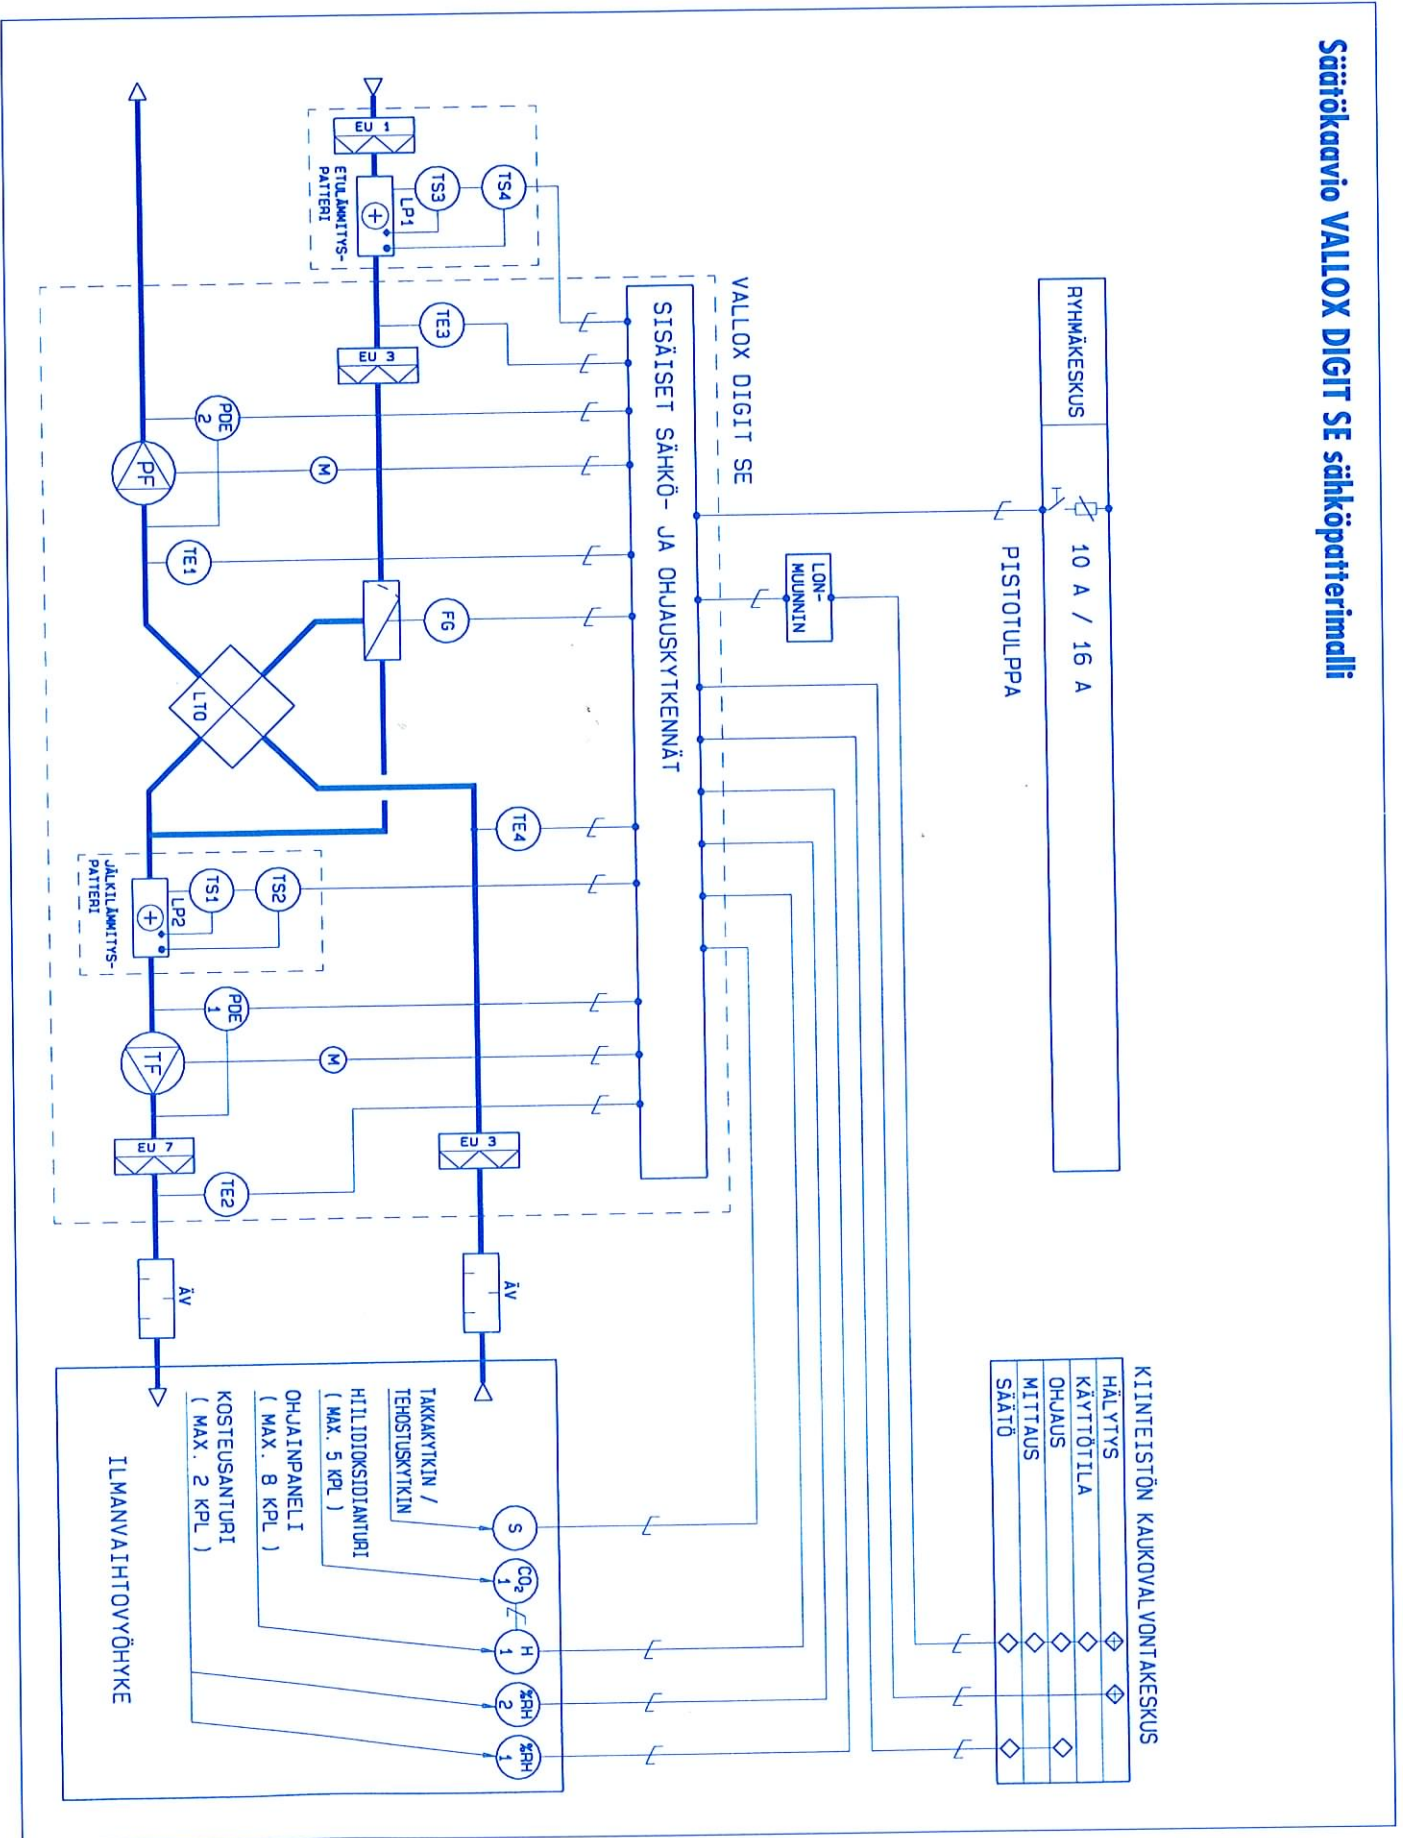 Säätökaavio VALLOX DIGIT SE sähköpatterimalli
RYHMÄKESKUS
10 A / 16 A
PISTOTULPPA
KIINTEISTÖN KAUKOVALVONTAKESKUS
HÄLYTYS
KÄYTTÖTILA
OHJAUS
MITTAUS
SÄÄTÖ
LON-
MUUNNIN
VALLOX DIGIT SE
SISÄISET SÄHKÖ- JA OHJAUSKYTKENNÄT
EU 1
TS3
TS4
LP1
ETULÄMMITYS-
PATTERI
TE3
EU 3
PDE
2
PF
M
TE1
FG
LTO
TE4
TS1
TS2
LP2
JÄLKILÄMMITYS-
PATTERI
PDE
1
TF
M
EU 7
EU 3
TE2
ÄV
ÄV
TAKKAKYTKIN /
TEHOSTUSKYTKIN
HIILIDIOKSIDIANTURI
( MAX. 5 KPL )
OHJAINPANELI
( MAX. 8 KPL )
KOSTEUSANTURI
( MAX. 2 KPL )
S
CO₂
1
H
1
%RH
2
%RH
1
ILMANVAIHTOVYÖHYKE